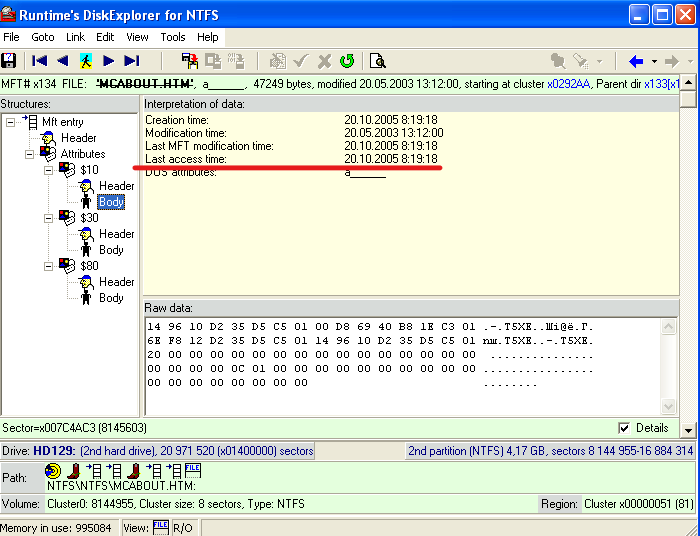 Runtime's DiskExplorer for NTFS
File Goto Link Edit View Tools Help
MFT# x134 FILE: "MCABOUT.HTM", a______, 47249 bytes, modified 20.05.2003 13:12:00, starting at cluster x0292AA, Parent dir x133[x1
Structures:
Mft entry
Header
Attributes
$10
Header
Body
$30
Header
Body
$80
Header
Body
Interpretation of data:
Creation time: 20.10.2005 8:19:18
Modification time: 20.05.2003 13:12:00
Last MFT modification time: 20.10.2005 8:19:18
Last access time: 20.10.2005 8:19:18
DOS attributes: a______
Raw data:
14 96 10 D2 35 D5 C5 01 00 D8 69 40 B8 1E C3 01 .-.Т5ХЕ..Шi@ё.Г.
6E F8 12 D2 35 D5 C5 01 14 96 10 D2 35 D5 C5 01 nш.Т5ХЕ..-.Т5ХЕ.
20 00 00 00 00 00 00 00 00 00 00 00 00 00 00 00 ...............
00 00 00 00 0C 01 00 00 00 00 00 00 00 00 00 00 ................
00 00 00 00 00 00 00 00 ........
Sector=x007C4AC3 (8145603)
Details
Drive: HD129: (2nd hard drive), 20 971 520 (x01400000) sectors
2nd partition (NTFS) 4,17 GB, sectors 8 144 955-16 884 314
Path:
FILE
NTFS\NTFS\MCABOUT.HTM:
Volume: Cluster0: 8144955, Cluster size: 8 sectors, Type: NTFS
Region: Cluster x00000051 (81)
Memory in use: 995084
View: FILE R/O